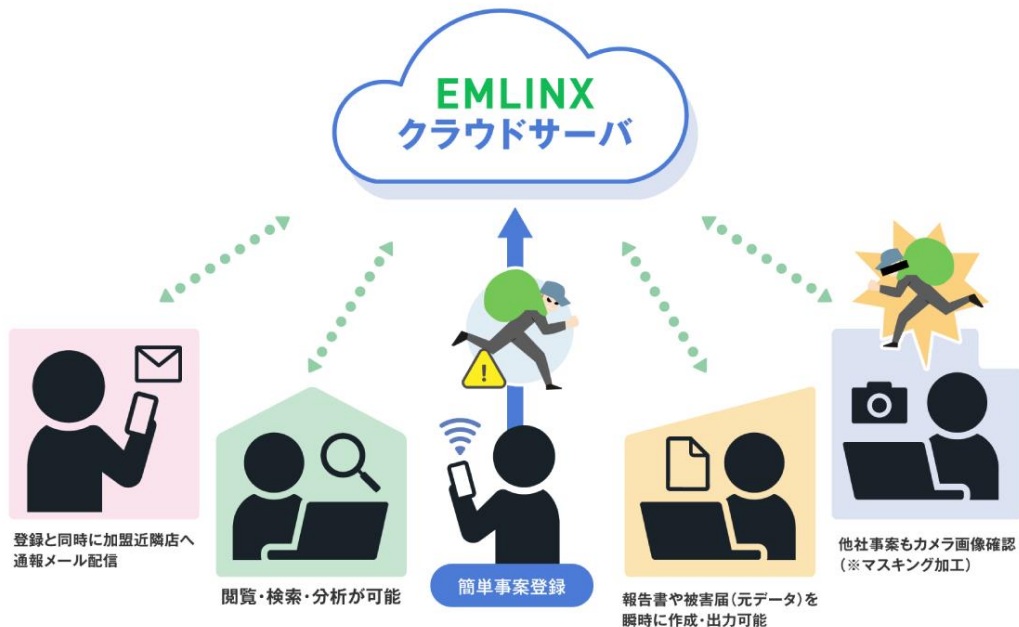 EMLINX
クラウドサーバ
!
登録と同時に加盟近隣店へ
通報メール配信
閲覧・検索・分析が可能
簡単事案登録
報告書や被害届(元データ)を
瞬時に作成・出力可能
他社事案もカメラ画像確認
(※マスキング加工)